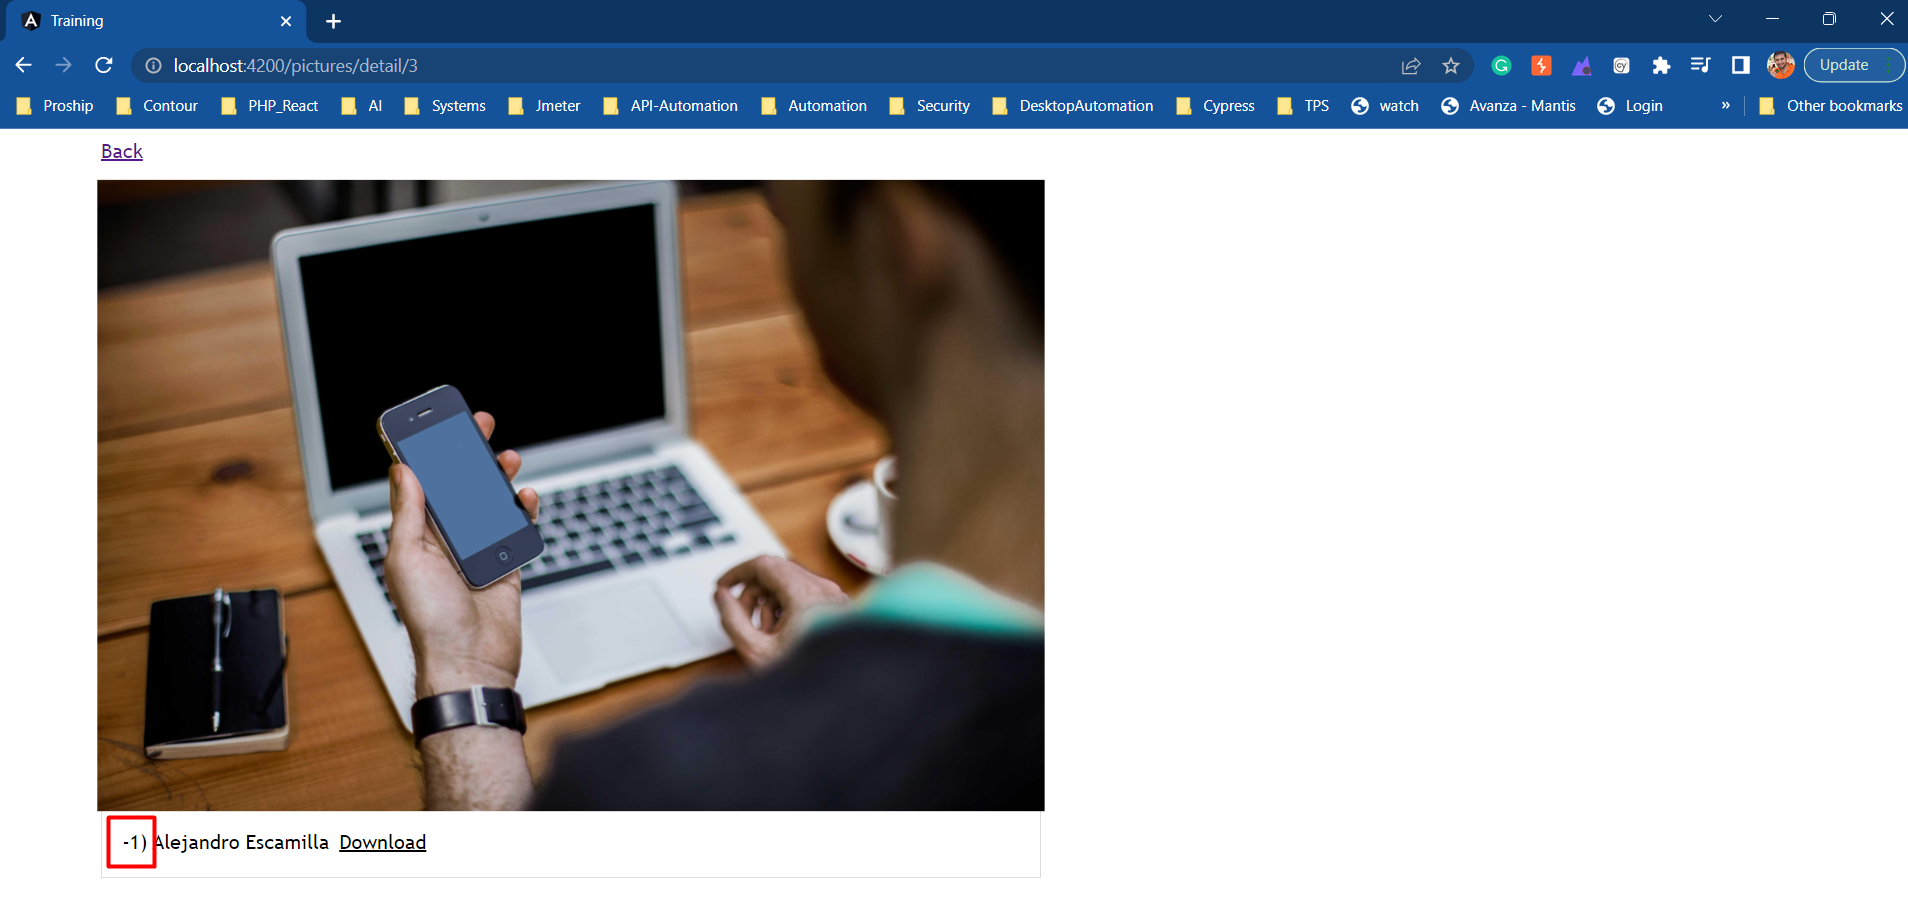 Training
localhost:4200/pictures/detail/3
Update
Proship Contour PHP_React AI Systems Jmeter API-Automation Automation Security DesktopAutomation Cypress TPS watch Avanza - Mantis Login » Other bookmarks
Back
-1) Alejandro Escamilla Download